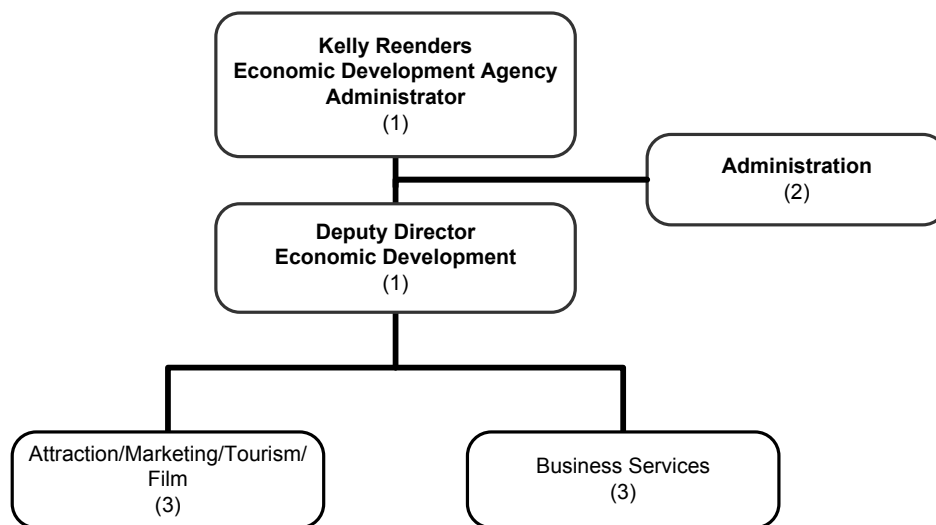 Kelly Reenders
Economic Development Agency
Administrator
(1)
Administration
(2)
Deputy Director
Economic Development
(1)
Attraction/Marketing/Tourism/
Film
(3)
Business Services
(3)